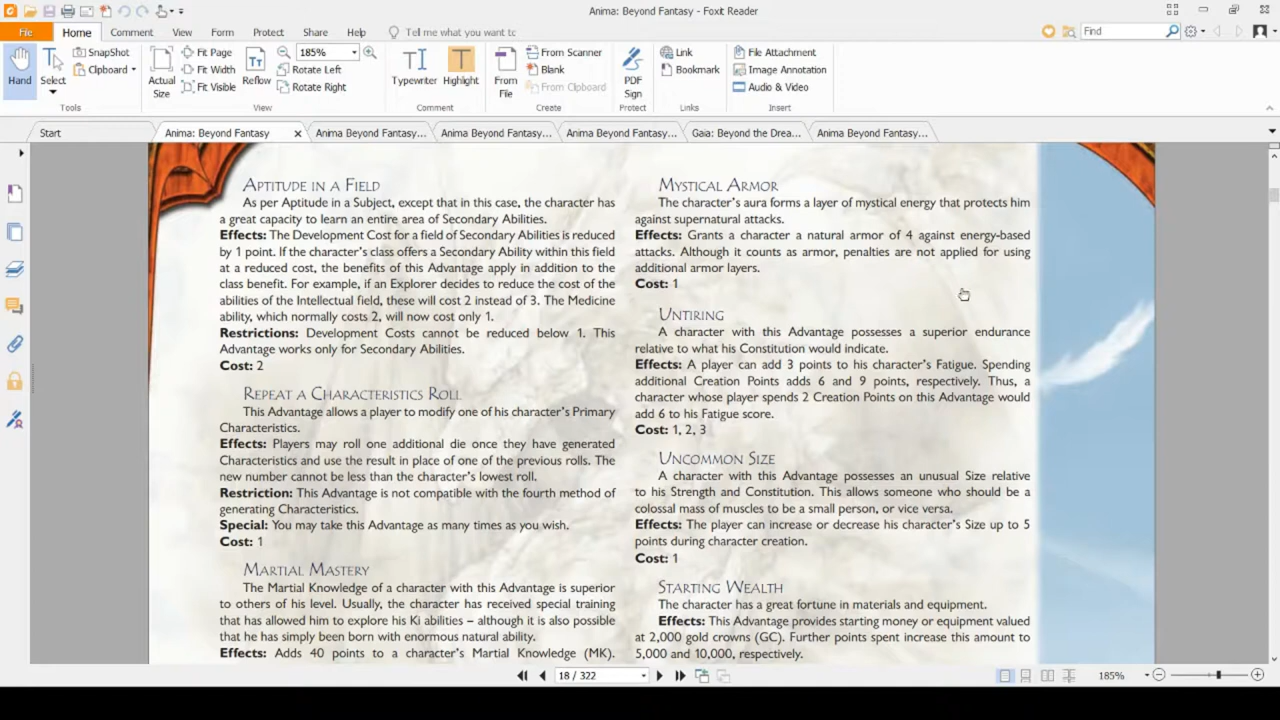 Anima: Beyond Fantasy - Foxit Reader
File
Home
Comment
View
Form
Protect
Share
Help
Tell me what you want tc
Find
Hand
Select
SnapShot
Clipboard
Tools
Actual Size
Fit Page
Fit Width
Fit Visible
Reflow
185%
Rotate Left
Rotate Right
View
Typewriter
Highlight
Comment
From File
From Scanner
Blank
From Clipboard
Create
PDF Sign
Protect
Link
Bookmark
Links
File Attachment
Image Annotation
Audio & Video
Insert
Start
Anima: Beyond Fantasy
Anima Beyond Fantasy...
Anima Beyond Fantasy...
Anima Beyond Fantasy...
Gaia: Beyond the Drea...
Anima Beyond Fantasy...
APTITUDE IN A FIELD
As per Aptitude in a Subject, except that in this case, the character has
a great capacity to learn an entire area of Secondary Abilities.
Effects: The Development Cost for a field of Secondary Abilities is reduced
by 1 point. If the character's class offers a Secondary Ability within this field
at a reduced cost, the benefits of this Advantage apply in addition to the
class benefit. For example, if an Explorer decides to reduce the cost of the
abilities of the Intellectual field, these will cost 2 instead of 3. The Medicine
ability, which normally costs 2, will now cost only 1.
Restrictions: Development Costs cannot be reduced below 1. This
Advantage works only for Secondary Abilities.
Cost: 2
REPEAT A CHARACTERISTICS ROLL
This Advantage allows a player to modify one of his character's Primary
Characteristics.
Effects: Players may roll one additional die once they have generated
Characteristics and use the result in place of one of the previous rolls. The
new number cannot be less than the character's lowest roll.
Restriction: This Advantage is not compatible with the fourth method of
generating Characteristics.
Special: You may take this Advantage as many times as you wish.
Cost: 1
MARTIAL MASTERY
The Martial Knowledge of a character with this Advantage is superior
to others of his level. Usually, the character has received special training
that has allowed him to explore his Ki abilities – although it is also possible
that he has simply been born with enormous natural ability.
Effects: Adds 40 points to a character's Martial Knowledge (MK).
MYSTICAL ARMOR
The character's aura forms a layer of mystical energy that protects him
against supernatural attacks.
Effects: Grants a character a natural armor of 4 against energy-based
attacks. Although it counts as armor, penalties are not applied for using
additional armor layers.
Cost: 1
UNTIRING
A character with this Advantage possesses a superior endurance
relative to what his Constitution would indicate.
Effects: A player can add 3 points to his character's Fatigue. Spending
additional Creation Points adds 6 and 9 points, respectively. Thus, a
character whose player spends 2 Creation Points on this Advantage would
add 6 to his Fatigue score.
Cost: 1, 2, 3
UNCOMMON SIZE
A character with this Advantage possesses an unusual Size relative
to his Strength and Constitution. This allows someone who should be a
colossal mass of muscles to be a small person, or vice versa.
Effects: The player can increase or decrease his character's Size up to 5
points during character creation.
Cost: 1
STARTING WEALTH
The character has a great fortune in materials and equipment.
Effects: This Advantage provides starting money or equipment valued
at 2,000 gold crowns (GC). Further points spent increase this amount to
5,000 and 10,000, respectively.
18 / 322
185%